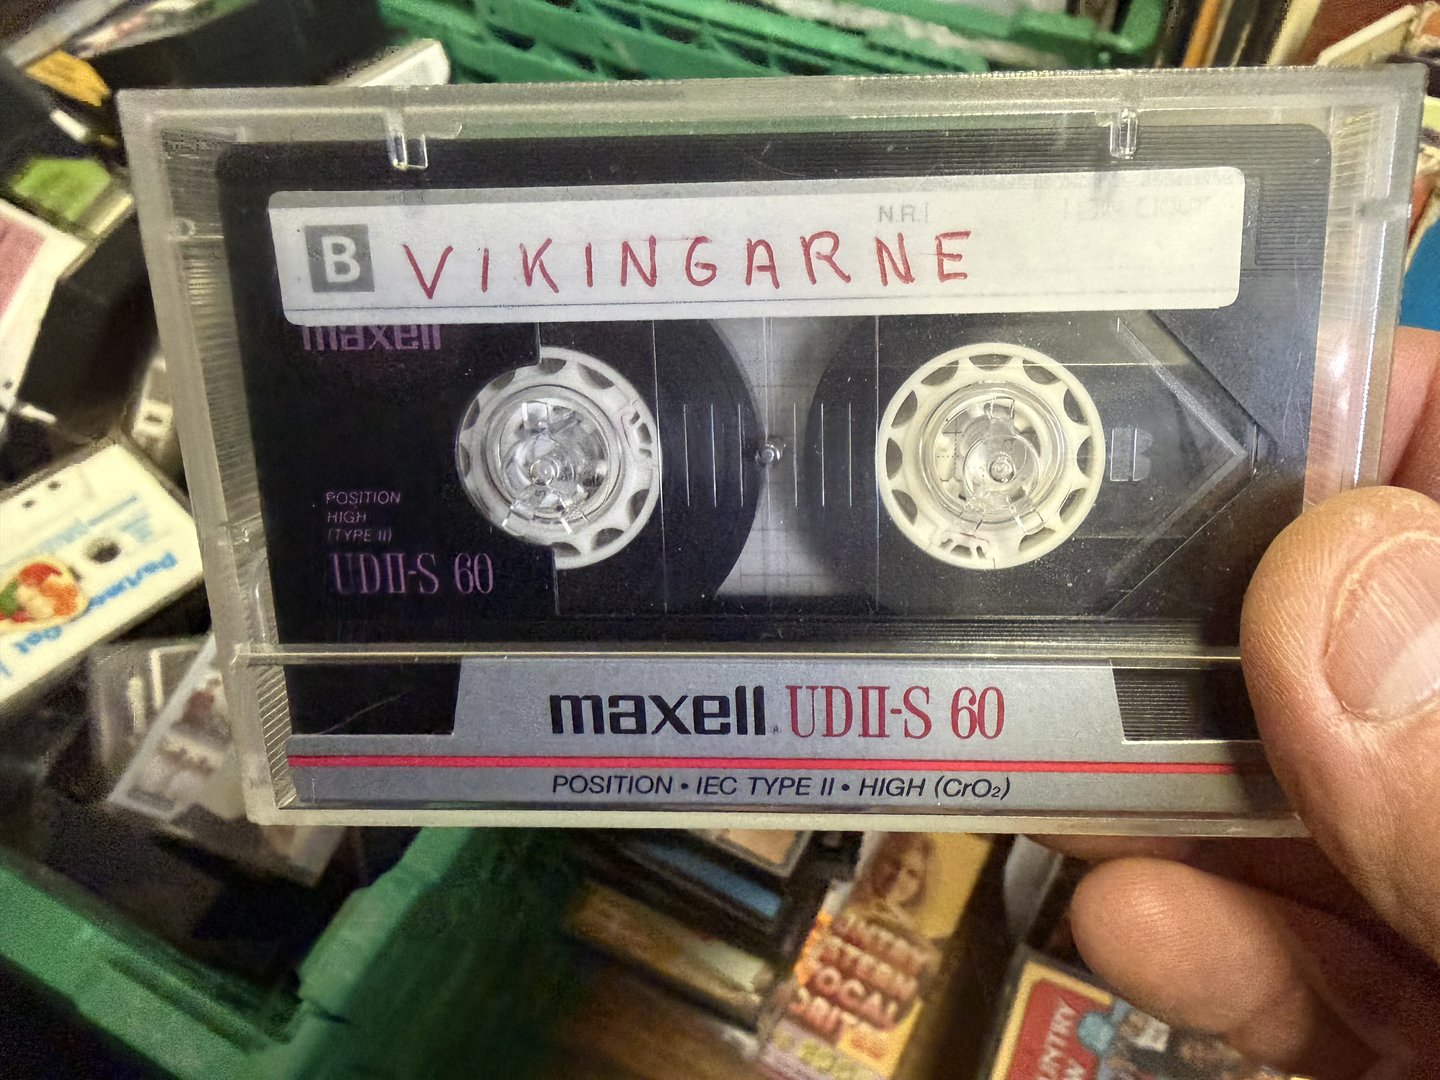 N.R.
B VIKINGARNE
maxell
B
POSITION
HIGH
(TYPE II)
UDII-S 60
maxell UDII-S 60
POSITION • IEC TYPE II • HIGH (CrO₂)